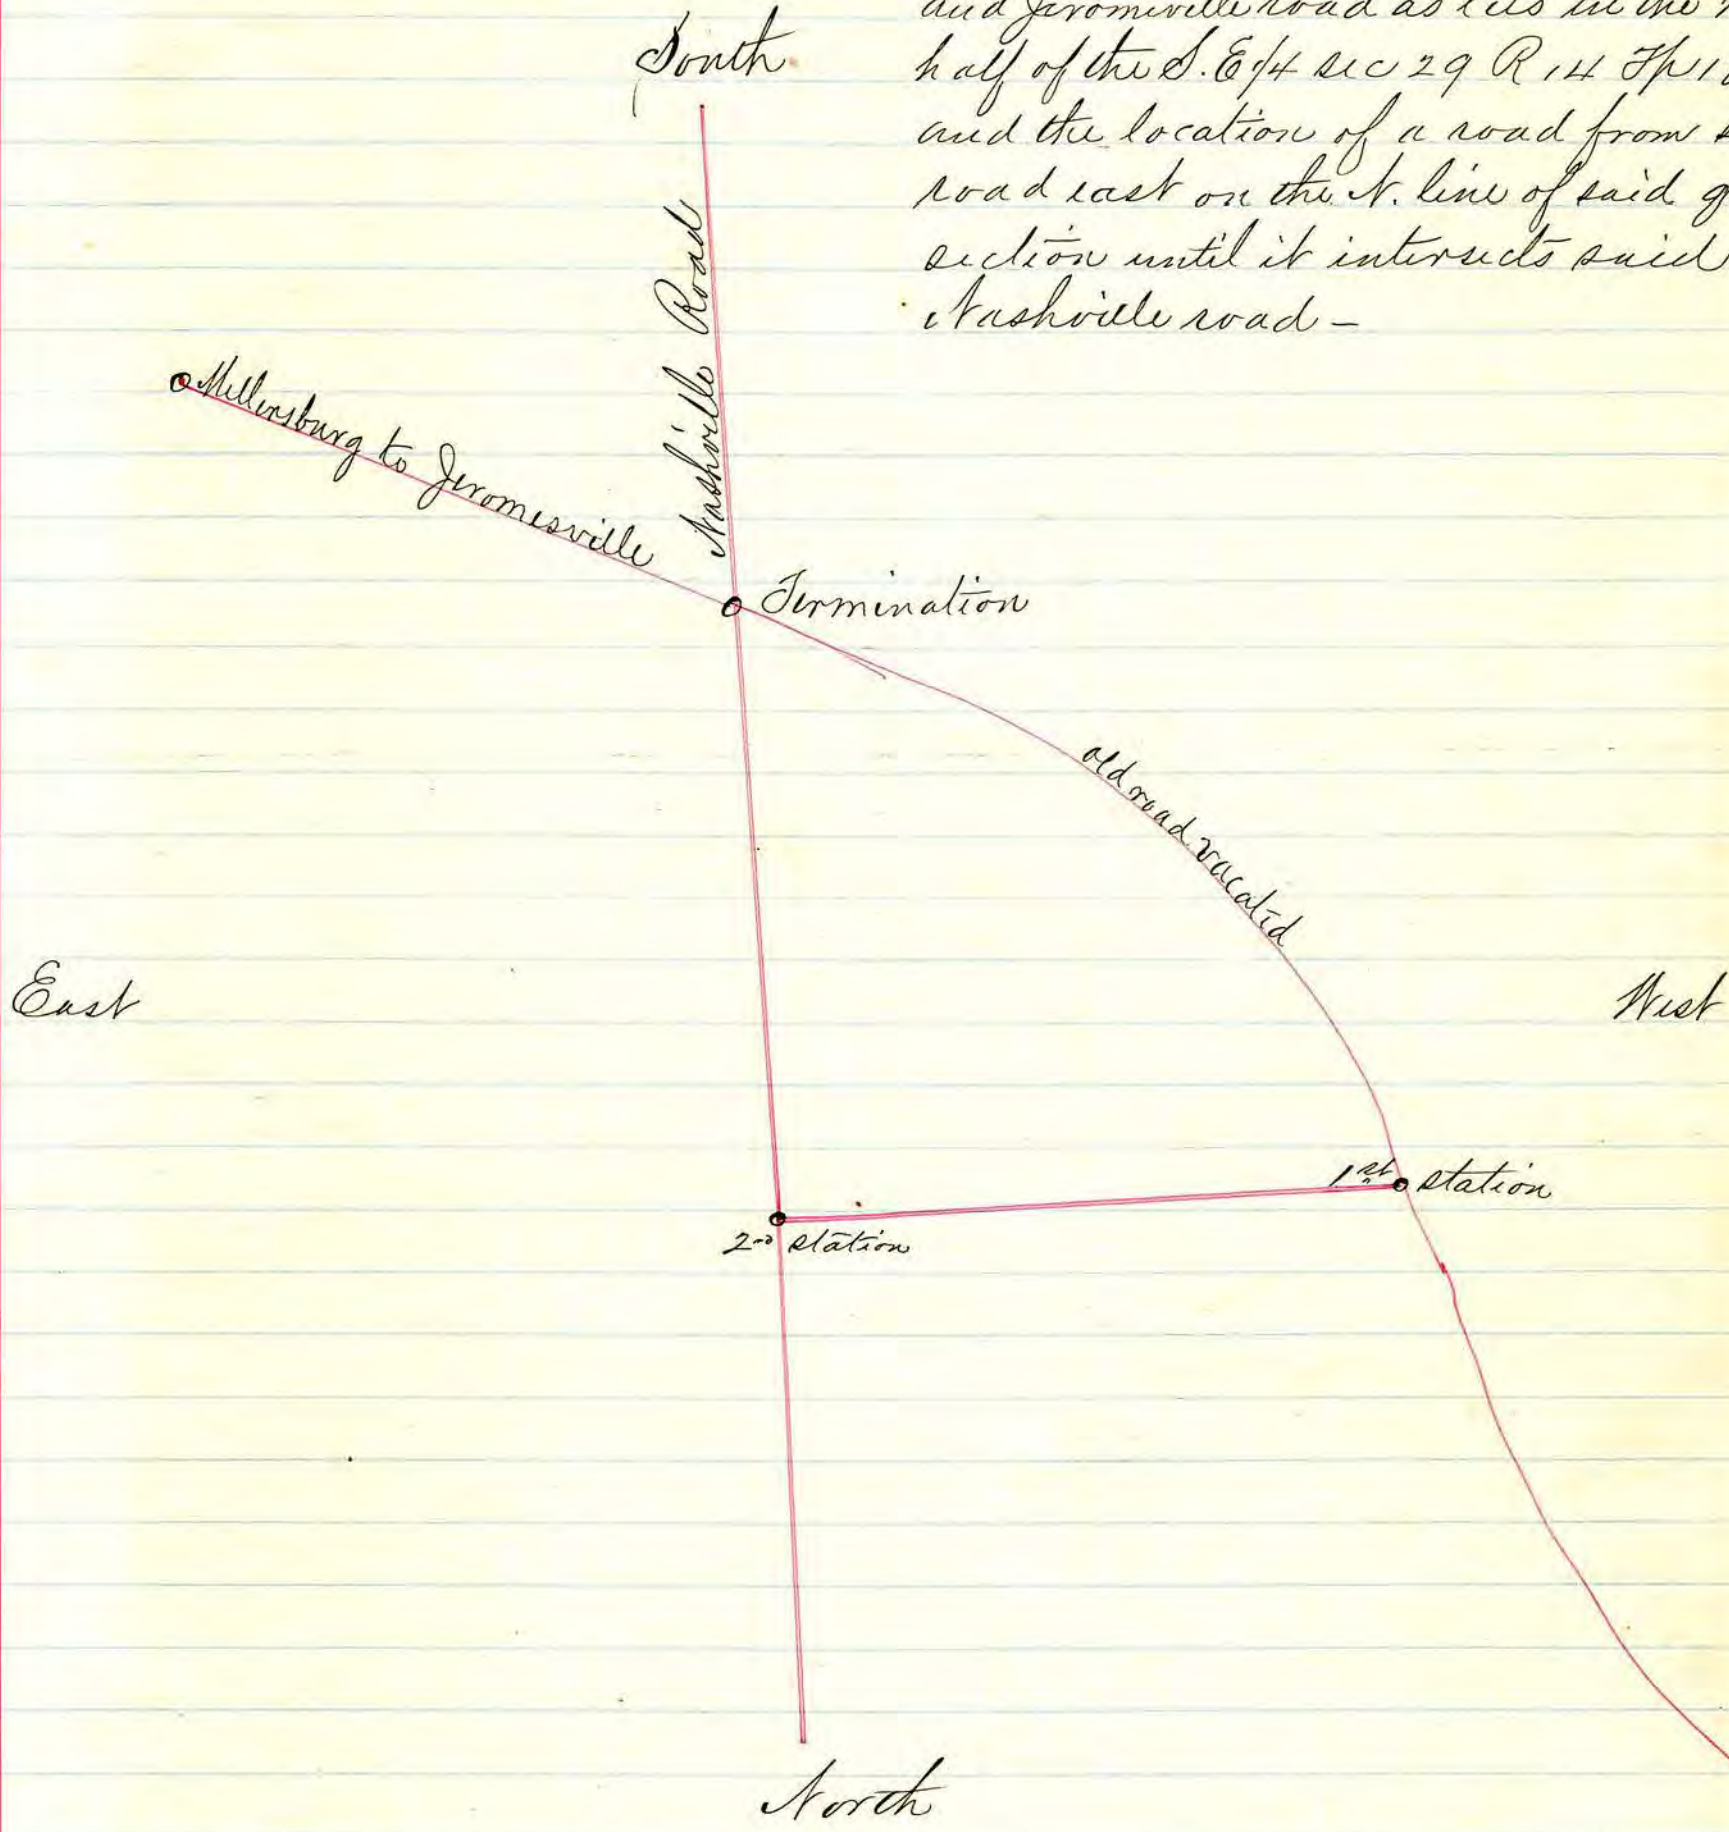 South
and Jeromeville road as lies in the
half of the S. E 1/4 sec 29 R 14 Tp
and the location of a road from
road east on the N. line of said
section until it intersects said
Nashville road –
Nashville Road
Millersburg to Jeromesville
Termination
old road vacated
East
West
1st station
2nd station
North